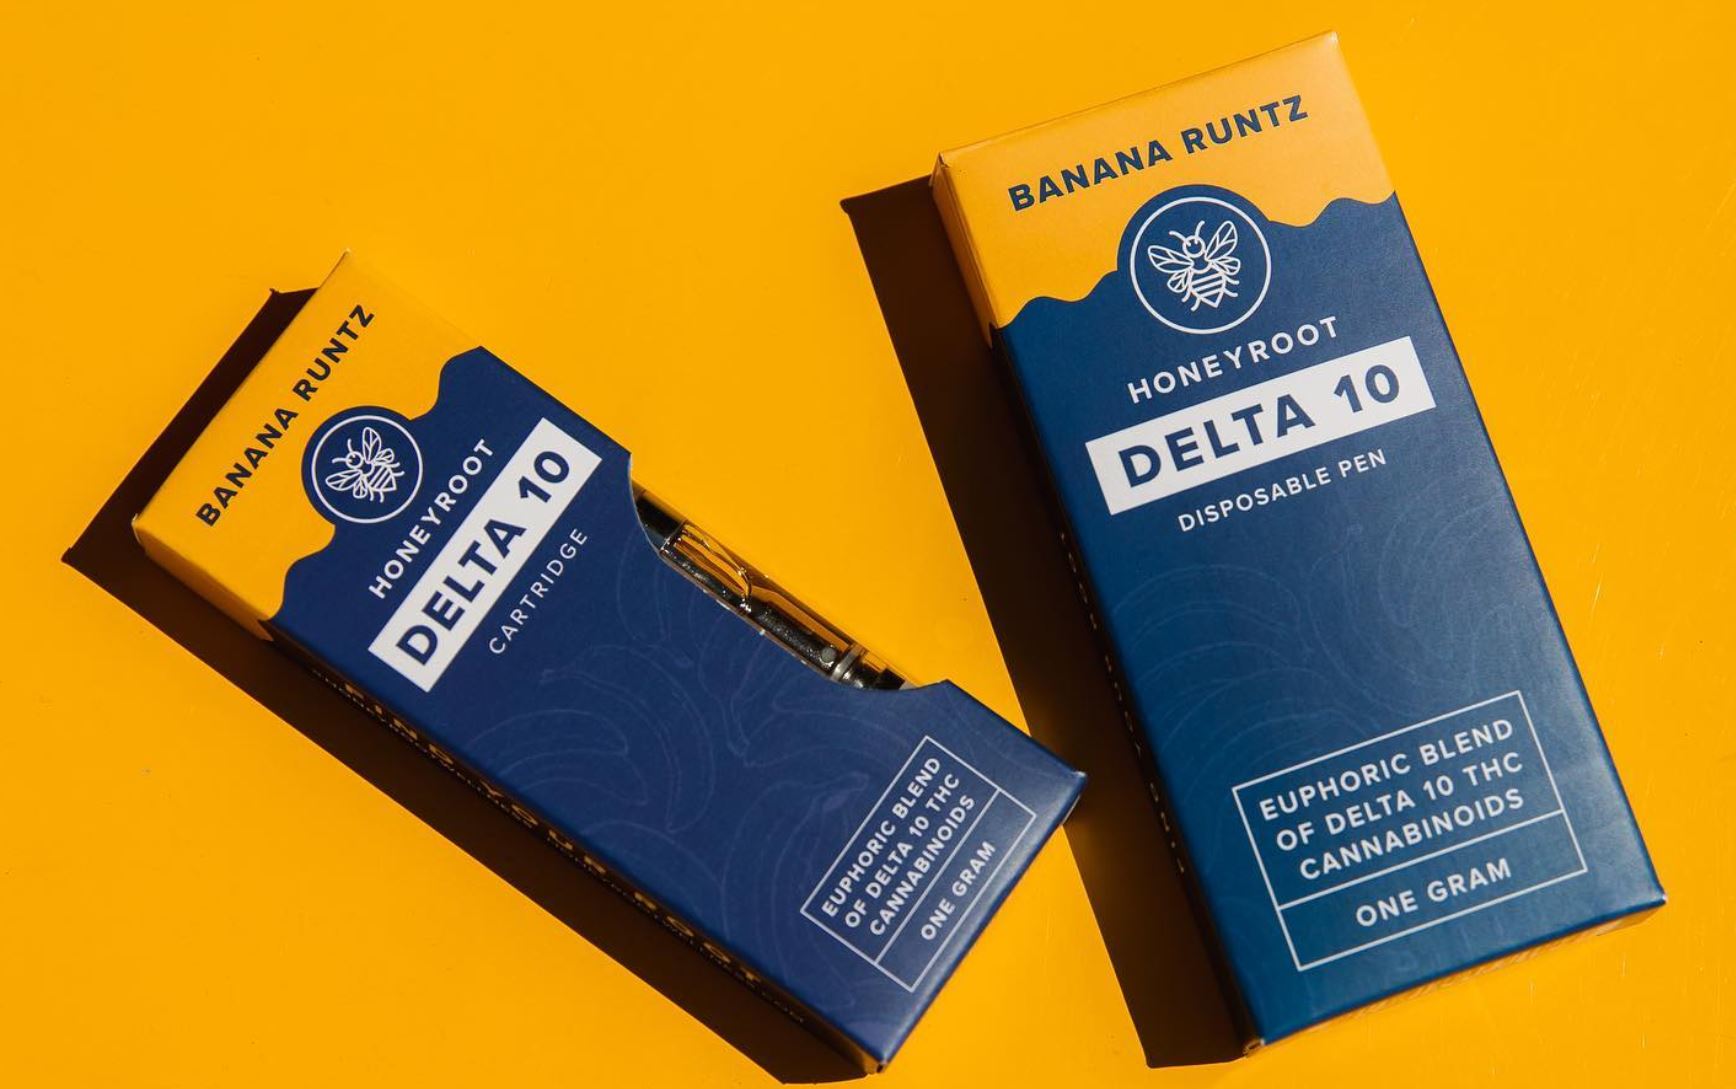 BANANA RUNTZ
HONEYROOT
DELTA 10
CARTRIDGE
EUPHORIC BLEND
OF DELTA 10 THC
CANNABINOIDS
ONE GRAM
BANANA RUNTZ
HONEYROOT
DELTA 10
DISPOSABLE PEN
EUPHORIC BLEND
OF DELTA 10 THC
CANNABINOIDS
ONE GRAM